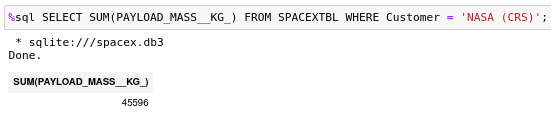 %sql SELECT SUM(PAYLOAD_MASS__KG_) FROM SPACEXTBL WHERE Customer = 'NASA (CRS)';
* sqlite:///spacex.db3
Done.
SUM(PAYLOAD_MASS__KG_)
45596